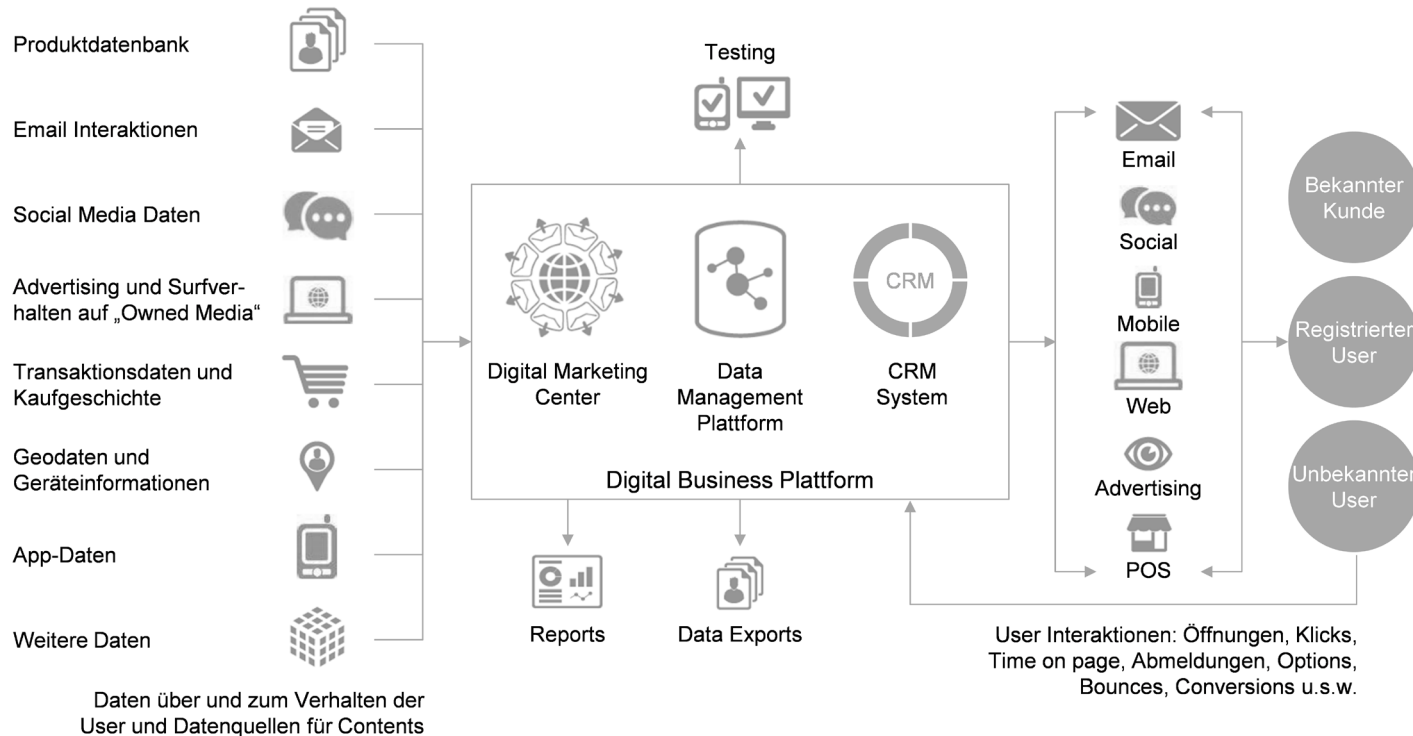 Produktdatenbank
Email Interaktionen
Social Media Daten
Advertising und Surfver-
halten auf „Owned Media“
Transaktionsdaten und
Kaufgeschichte
Geodaten und
Geräteinformationen
App-Daten
Weitere Daten
Daten über und zum Verhalten der
User und Datenquellen für Contents
Testing
CRM
Digital Marketing
Center
Data
Management
Plattform
CRM
System
Digital Business Plattform
Reports
Data Exports
Email
Social
Mobile
Web
Advertising
POS
Bekannter
Kunde
Registrierter
User
Unbekannter
User
User Interaktionen: Öffnungen, Klicks,
Time on page, Abmeldungen, Options,
Bounces, Conversions u.s.w.